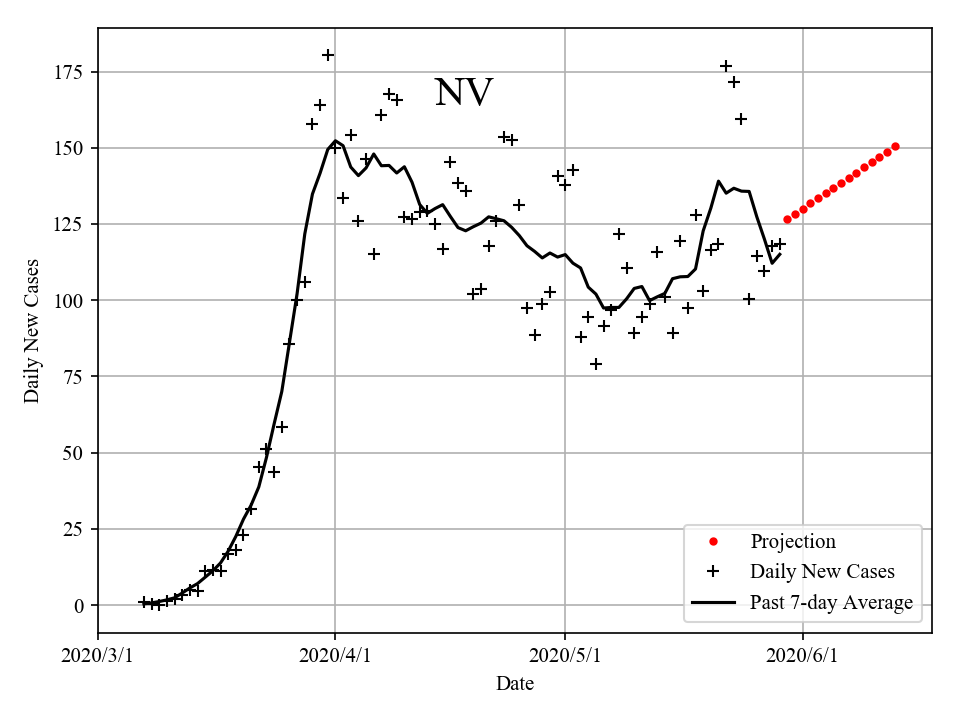 NV
175
150
125
100
75
50
25
0
Daily New Cases
Projection
Daily New Cases
Past 7-day Average
2020/3/1 2020/4/1 2020/5/1 2020/6/1
Date